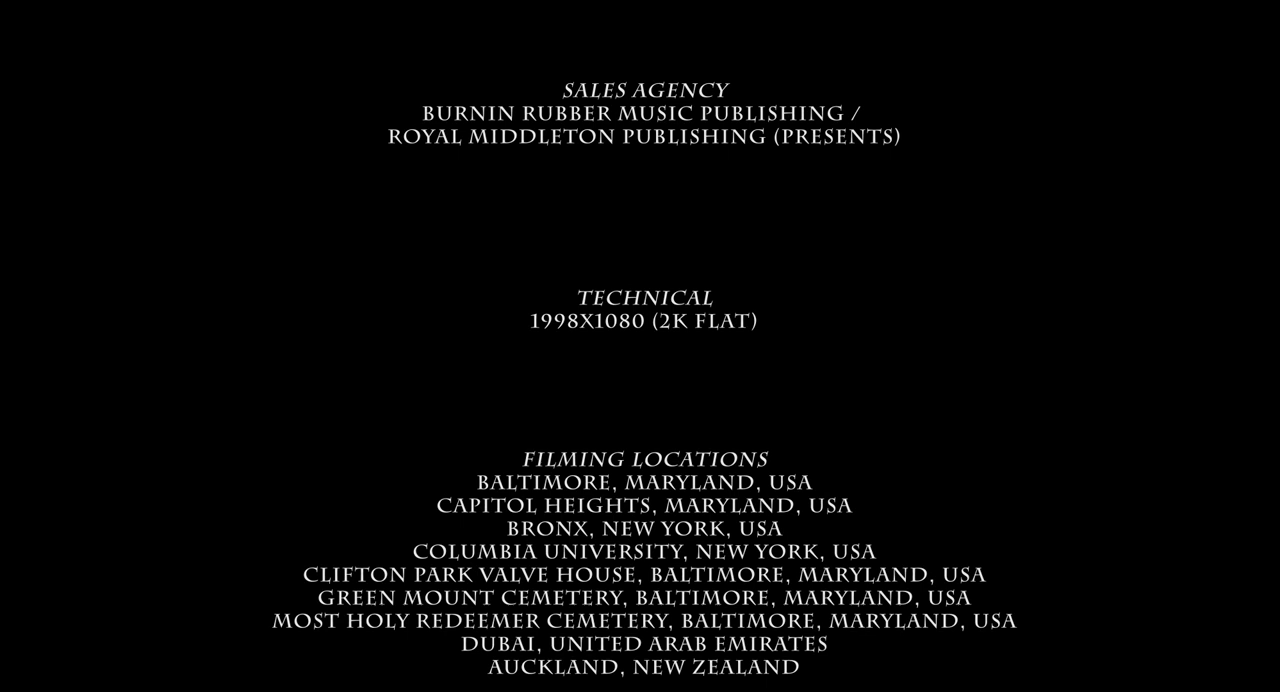 SALES AGENCY
BURNIN RUBBER MUSIC PUBLISHING /
ROYAL MIDDLETON PUBLISHING (PRESENTS)
TECHNICAL
1998X1080 (2K FLAT)
FILMING LOCATIONS
BALTIMORE, MARYLAND, USA
CAPITOL HEIGHTS, MARYLAND, USA
BRONX, NEW YORK, USA
COLUMBIA UNIVERSITY, NEW YORK, USA
CLIFTON PARK VALVE HOUSE, BALTIMORE, MARYLAND, USA
GREEN MOUNT CEMETERY, BALTIMORE, MARYLAND, USA
MOST HOLY REDEEMER CEMETERY, BALTIMORE, MARYLAND, USA
DUBAI, UNITED ARAB EMIRATES
AUCKLAND, NEW ZEALAND